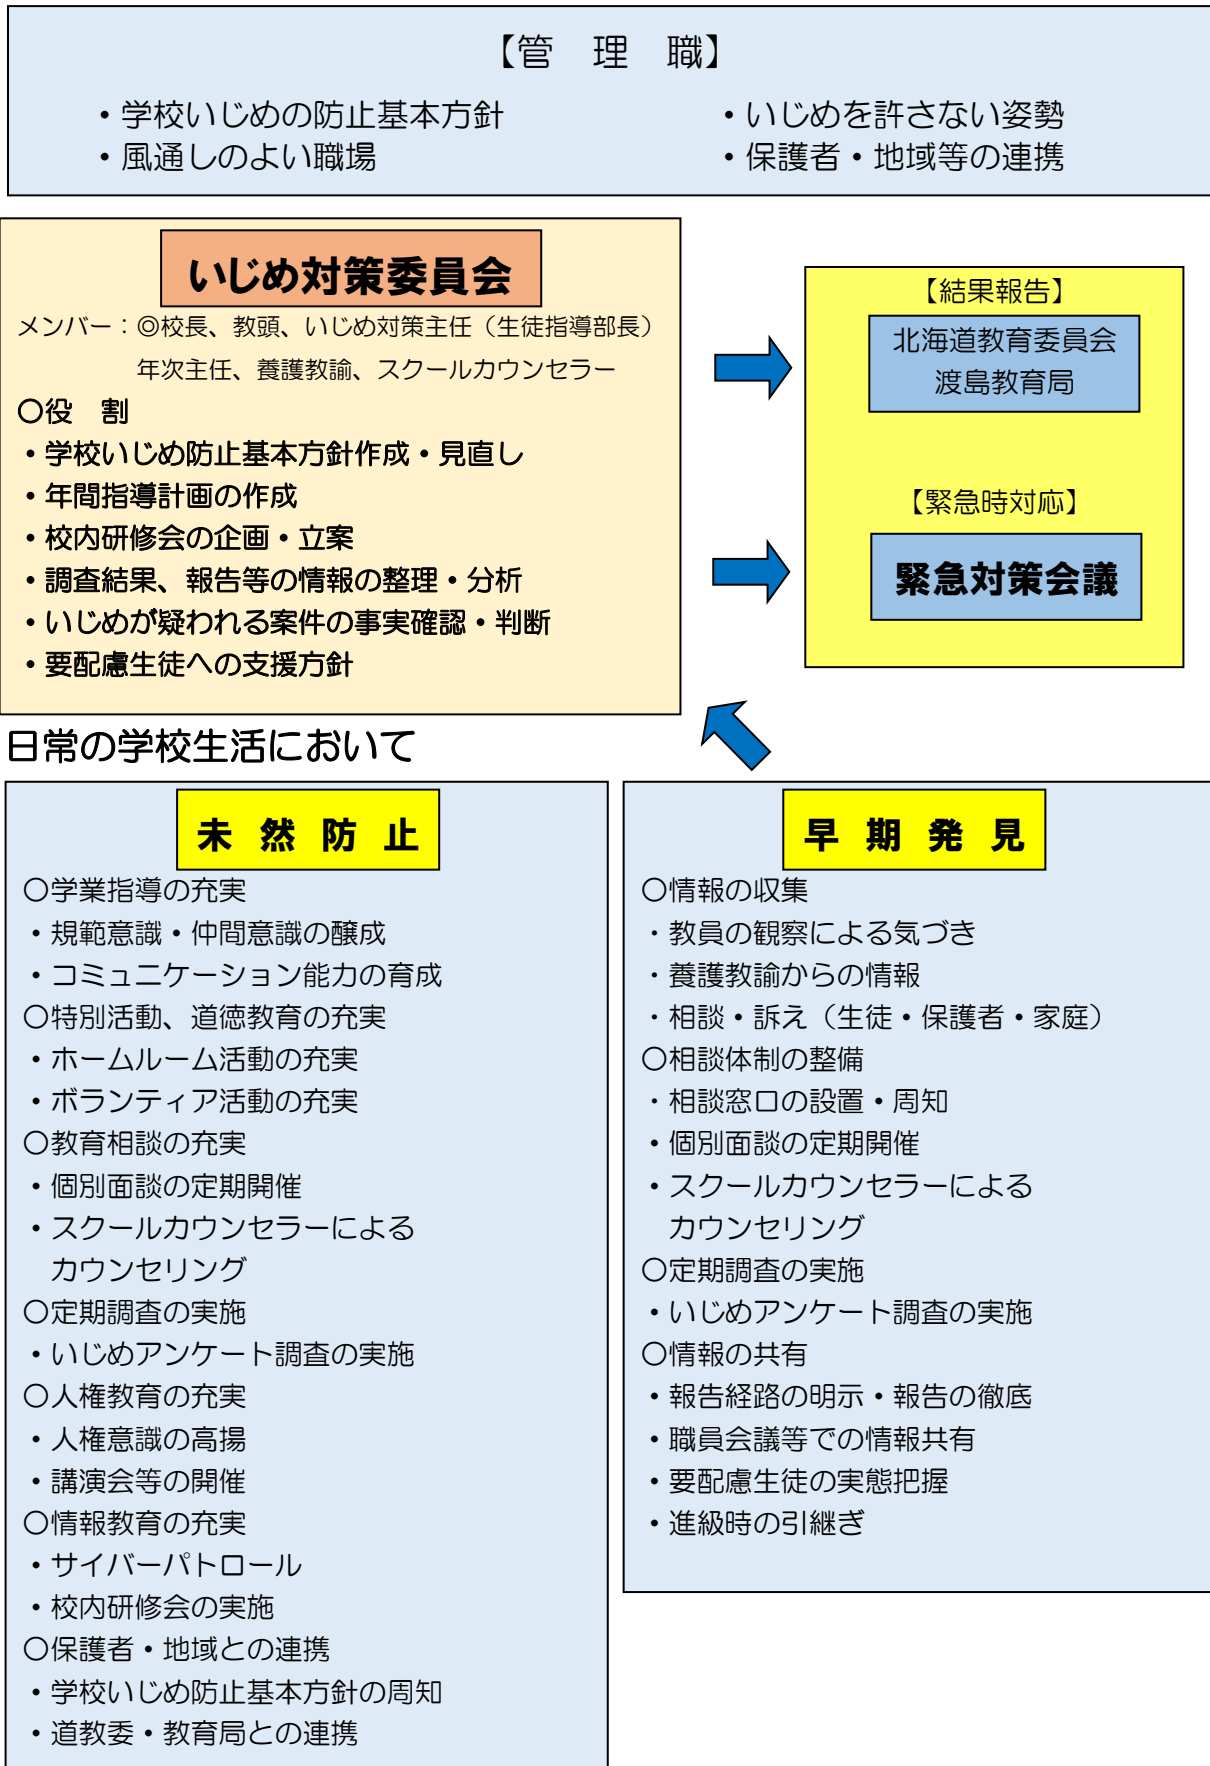 【管　理　職】
・学校いじめの防止基本方針
・いじめを許さない姿勢
・風通しのよい職場
・保護者・地域等の連携
いじめ対策委員会
メンバー：◎校長、教頭、いじめ対策主任（生徒指導部長）
年次主任、養護教諭、スクールカウンセラー
〇役　割
・学校いじめ防止基本方針作成・見直し
・年間指導計画の作成
・校内研修会の企画・立案
・調査結果、報告等の情報の整理・分析
・いじめが疑われる案件の事実確認・判断
・要配慮生徒への支援方針
【結果報告】
北海道教育委員会
渡島教育局
【緊急時対応】
緊急対策会議
日常の学校生活において
未　然　防　止
〇学業指導の充実
・規範意識・仲間意識の醸成
・コミュニケーション能力の育成
〇特別活動、道徳教育の充実
・ホームルーム活動の充実
・ボランティア活動の充実
〇教育相談の充実
・個別面談の定期開催
・スクールカウンセラーによる
カウンセリング
〇定期調査の実施
・いじめアンケート調査の実施
〇人権教育の充実
・人権意識の高揚
・講演会等の開催
〇情報教育の充実
・サイバーパトロール
・校内研修会の実施
〇保護者・地域との連携
・学校いじめ防止基本方針の周知
・道教委・教育局との連携
早　期　発　見
〇情報の収集
・教員の観察による気づき
・養護教諭からの情報
・相談・訴え（生徒・保護者・家庭）
〇相談体制の整備
・相談窓口の設置・周知
・個別面談の定期開催
・スクールカウンセラーによる
カウンセリング
〇定期調査の実施
・いじめアンケート調査の実施
〇情報の共有
・報告経路の明示・報告の徹底
・職員会議等での情報共有
・要配慮生徒の実態把握
・進級時の引継ぎ